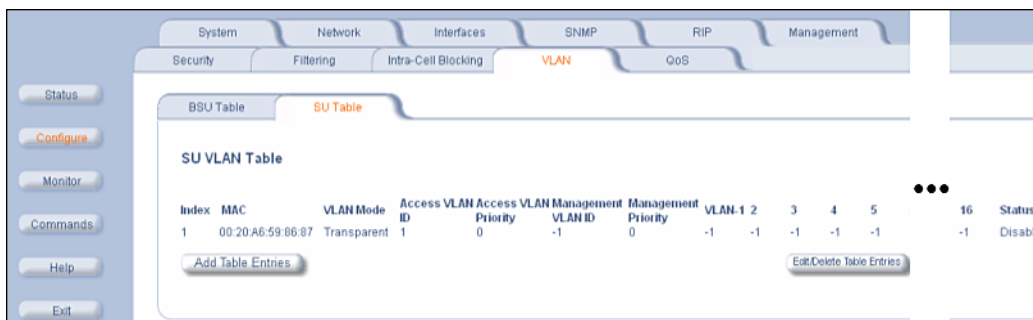 System Network Interfaces SNMP RIP Management
Security Filtering Intra-Cell Blocking VLAN QoS
Status
BSU Table SU Table
Configure
SU VLAN Table
Monitor
Index MAC VLAN Mode Access VLAN ID Access VLAN Priority Management VLAN ID Management Priority VLAN-1 2 3 4 5 ••• 16 Status
1 00:20:A6:59:86:87 Transparent 1 0 -1 0 -1 -1 -1 -1 -1 -1 Disabl
Commands
Add Table Entries Edit/Delete Table Entries
Help
Exit